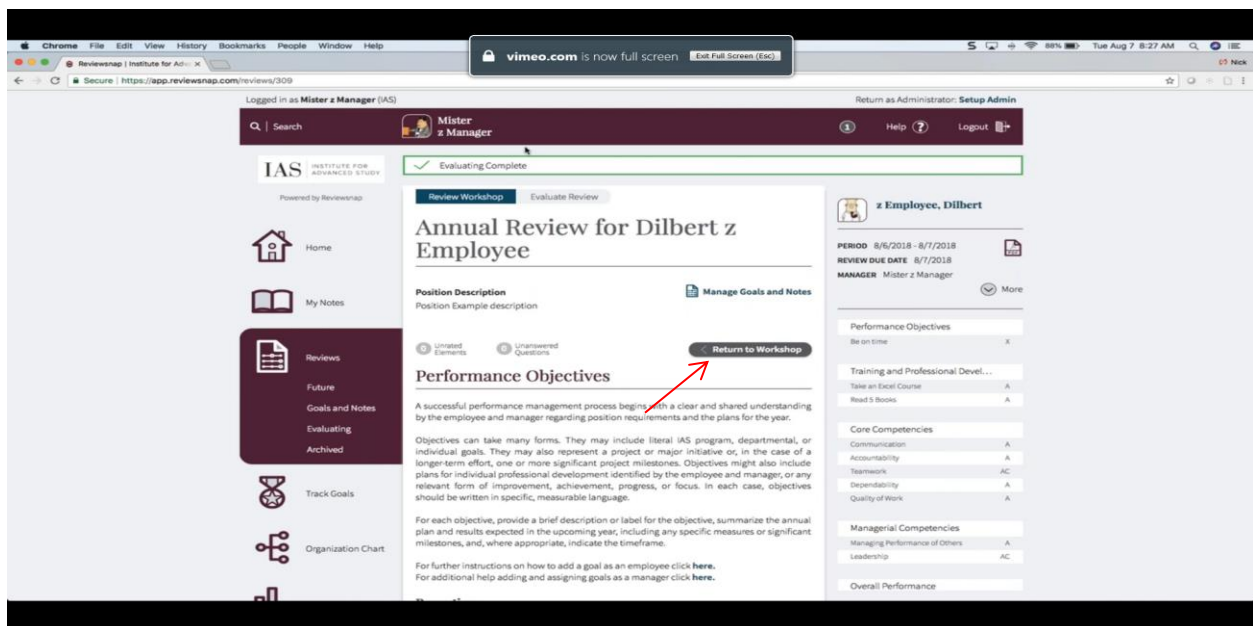 Chrome File Edit View History Bookmarks People Window Help
88% Tue Aug 7 8:27 AM
vimeo.com is now full screen Exit Full Screen (Esc)
Reviewsnap | Institute for Adv
Nick
Secure https://app.reviewsnap.com/reviews/309
Logged in as Mister z Manager (IAS)
Return as Administrator: Setup Admin
Search
Mister
z Manager
1 Help ? Logout
IAS INSTITUTE FOR
ADVANCED STUDY
Powered by Reviewsnap
Home
My Notes
Reviews
Future
Goals and Notes
Evaluating
Archived
Track Goals
Organization Chart
Evaluating Complete
Review Workshop Evaluate Review
Annual Review for Dilbert z
Employee
Position Description
Manage Goals and Notes
Position Example description
0 Unrated
Elements
0 Unanswered
Questions
Return to Workshop
Performance Objectives
A successful performance management process begins with a clear and shared understanding
by the employee and manager regarding position requirements and the plans for the year.
Objectives can take many forms. They may include literal IAS program, departmental, or
individual goals. They may also represent a project or major initiative or, in the case of a
longer-term effort, one or more significant project milestones. Objectives might also include
plans for individual professional development identified by the employee and manager, or any
relevant form of improvement, achievement, progress, or focus. In each case, objectives
should be written in specific, measurable language.
For each objective, provide a brief description or label for the objective, summarize the annual
plan and results expected in the upcoming year, including any specific measures or significant
milestones, and, where appropriate, indicate the timeframe.
For further instructions on how to add a goal as an employee click here.
For additional help adding and assigning goals as a manager click here.
z Employee, Dilbert
PERIOD 8/6/2018 - 8/7/2018
REVIEW DUE DATE 8/7/2018
MANAGER Mister z Manager
More
Performance Objectives
Be on time X
Training and Professional Devel...
Take an Excel Course A
Read 5 Books A
Core Competencies
Communication A
Accountability A
Teamwork AC
Dependability A
Quality of Work A
Managerial Competencies
Managing Performance of Others A
Leadership AC
Overall Performance